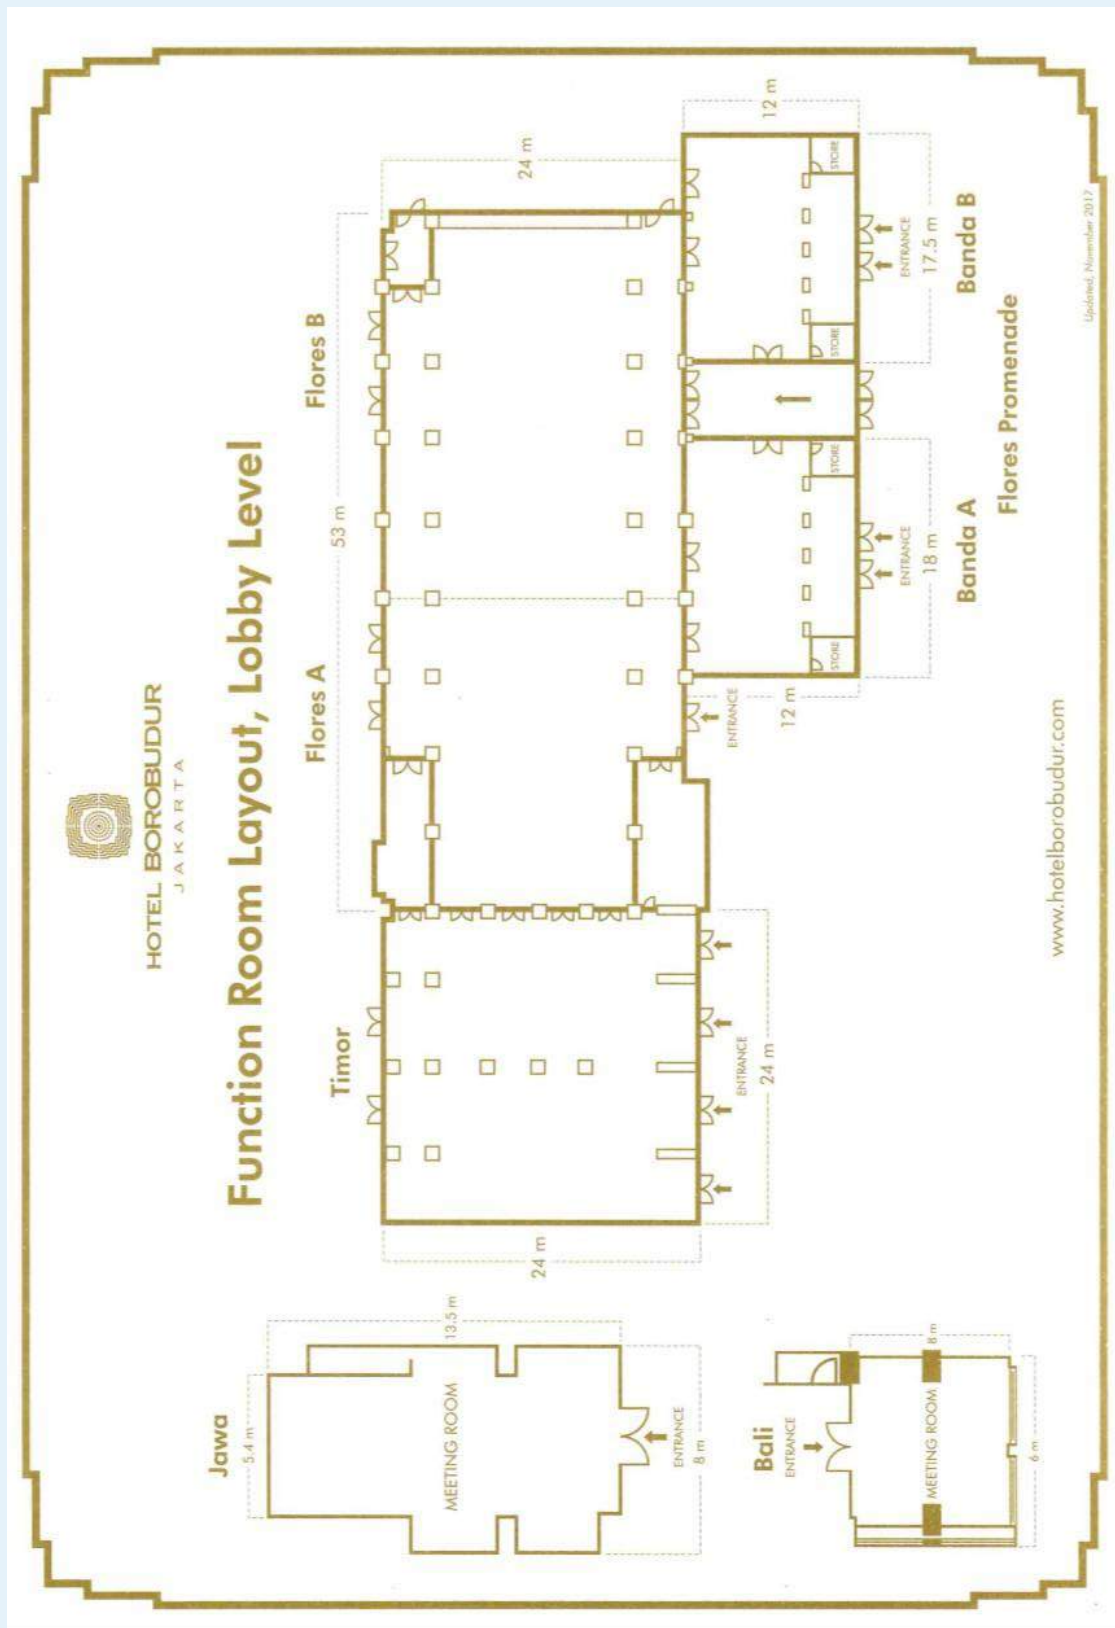 HOTEL BOROBUDUR
JAKARTA
Function Room Layout, Lobby Level
Jawa
5.4 m
13.5 m
MEETING ROOM
ENTRANCE
8 m
Bali
ENTRANCE
8 m
MEETING ROOM
6 m
Timor
24 m
ENTRANCE
24 m
Flores A
Flores B
53 m
24 m
ENTRANCE
12 m
STORE
STORE
ENTRANCE
18 m
Banda A
12 m
STORE
STORE
ENTRANCE
17.5 m
Banda B
Flores Promenade
www.hotelborobudur.com
Updated, November 2017